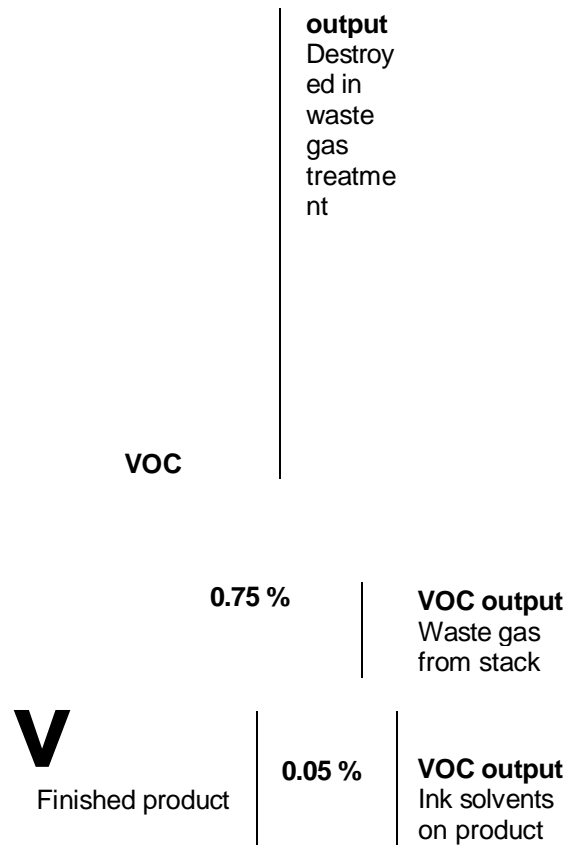 output
Destroy
ed in
waste
gas
treatme
nt
VOC
0.75 %
VOC output
Waste gas
from stack
V
Finished product
0.05 %
VOC output
Ink solvents
on product